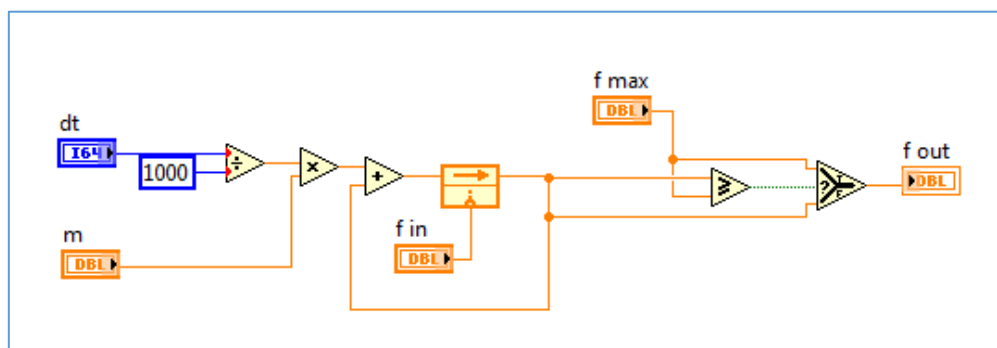 f max
DBL
dt
I64
1000
f out
DBL
m
DBL
f in
DBL
? F